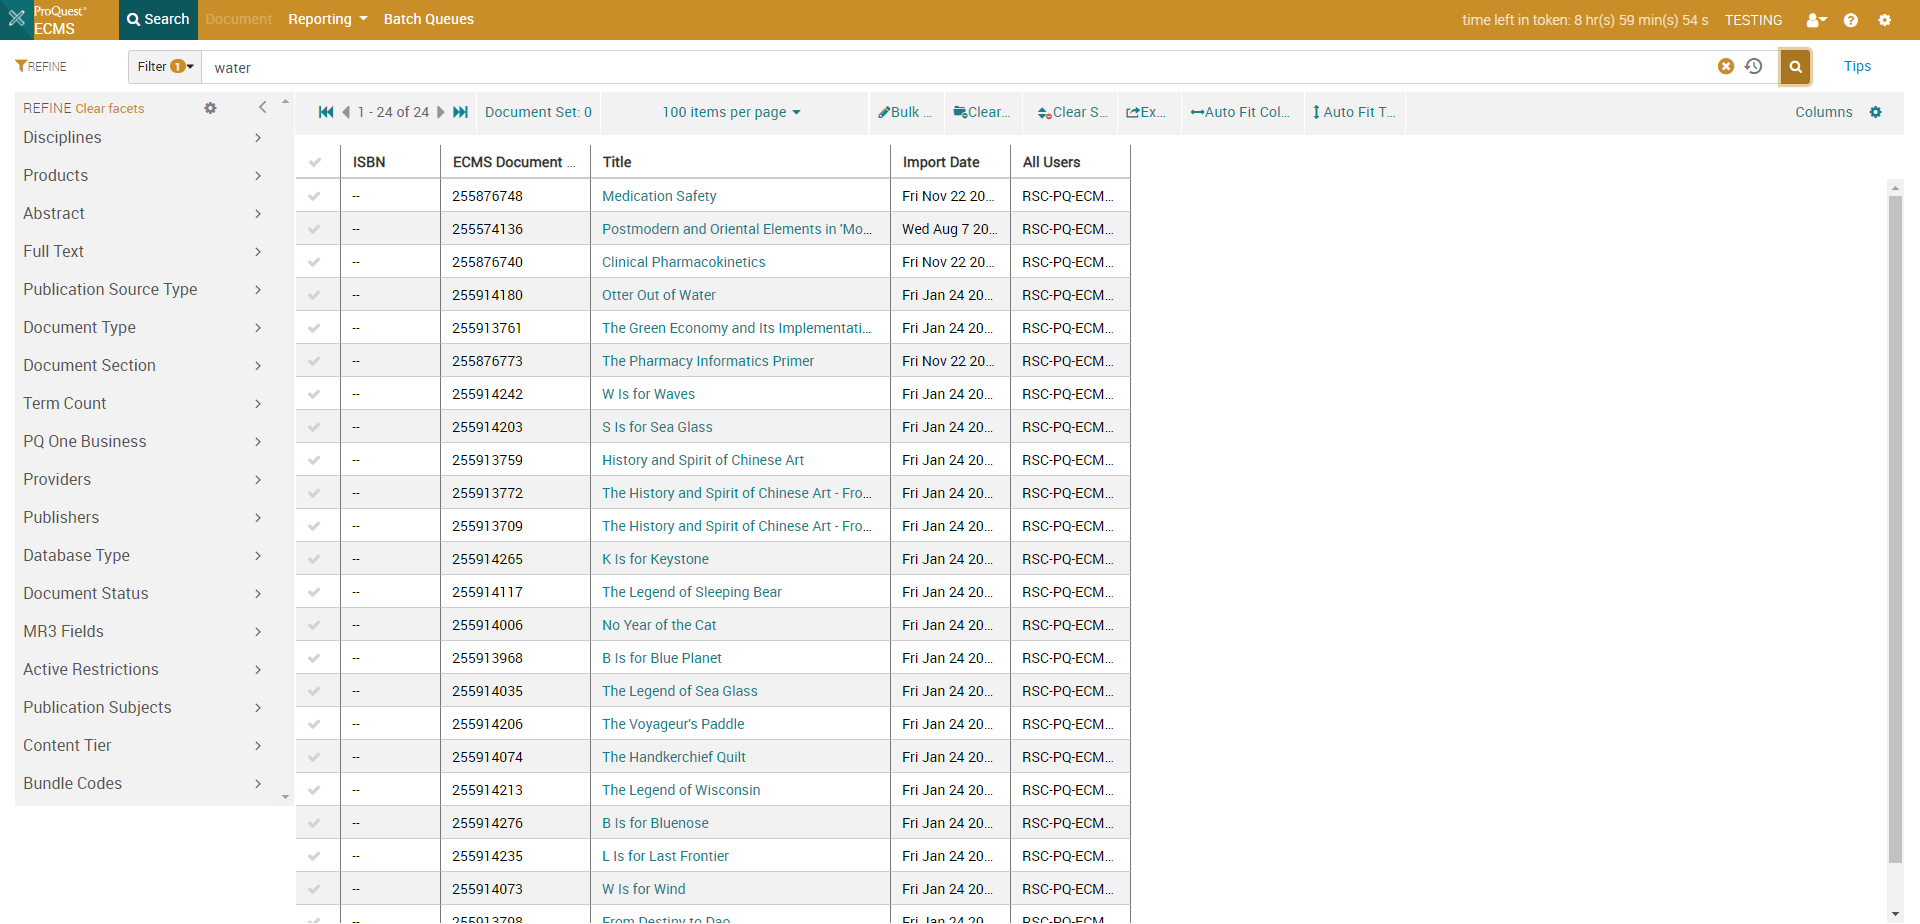 ProQuest®
ECMS
Search
Document
Reporting
Batch Queues
time left in token: 8 hr(s) 59 min(s) 54 s
TESTING
REFINE
Filter 1
water
Tips
REFINE Clear facets
Disciplines
Products
Abstract
Full Text
Publication Source Type
Document Type
Document Section
Term Count
PQ One Business
Providers
Publishers
Database Type
Document Status
MR3 Fields
Active Restrictions
Publication Subjects
Content Tier
Bundle Codes
1 - 24 of 24
Document Set: 0
100 items per page
Bulk ...
Clear...
Clear S...
Ex...
Auto Fit Col...
Auto Fit T...
Columns
ISBN ECMS Document ... Title Import Date All Users
-- 255876748 Medication Safety Fri Nov 22 20... RSC-PQ-ECM...
-- 255574136 Postmodern and Oriental Elements in 'Mo... Wed Aug 7 20... RSC-PQ-ECM...
-- 255876740 Clinical Pharmacokinetics Fri Nov 22 20... RSC-PQ-ECM...
-- 255914180 Otter Out of Water Fri Jan 24 20... RSC-PQ-ECM...
-- 255913761 The Green Economy and Its Implementati... Fri Jan 24 20... RSC-PQ-ECM...
-- 255876773 The Pharmacy Informatics Primer Fri Nov 22 20... RSC-PQ-ECM...
-- 255914242 W Is for Waves Fri Jan 24 20... RSC-PQ-ECM...
-- 255914203 S Is for Sea Glass Fri Jan 24 20... RSC-PQ-ECM...
-- 255913759 History and Spirit of Chinese Art Fri Jan 24 20... RSC-PQ-ECM...
-- 255913772 The History and Spirit of Chinese Art - Fro... Fri Jan 24 20... RSC-PQ-ECM...
-- 255913709 The History and Spirit of Chinese Art - Fro... Fri Jan 24 20... RSC-PQ-ECM...
-- 255914265 K Is for Keystone Fri Jan 24 20... RSC-PQ-ECM...
-- 255914117 The Legend of Sleeping Bear Fri Jan 24 20... RSC-PQ-ECM...
-- 255914006 No Year of the Cat Fri Jan 24 20... RSC-PQ-ECM...
-- 255913968 B Is for Blue Planet Fri Jan 24 20... RSC-PQ-ECM...
-- 255914035 The Legend of Sea Glass Fri Jan 24 20... RSC-PQ-ECM...
-- 255914206 The Voyageur's Paddle Fri Jan 24 20... RSC-PQ-ECM...
-- 255914074 The Handkerchief Quilt Fri Jan 24 20... RSC-PQ-ECM...
-- 255914213 The Legend of Wisconsin Fri Jan 24 20... RSC-PQ-ECM...
-- 255914276 B Is for Bluenose Fri Jan 24 20... RSC-PQ-ECM...
-- 255914235 L Is for Last Frontier Fri Jan 24 20... RSC-PQ-ECM...
-- 255914073 W Is for Wind Fri Jan 24 20... RSC-PQ-ECM...
-- 255913798 From Destiny to Dao Fri Jan 24 20... RSC-PQ-ECM...